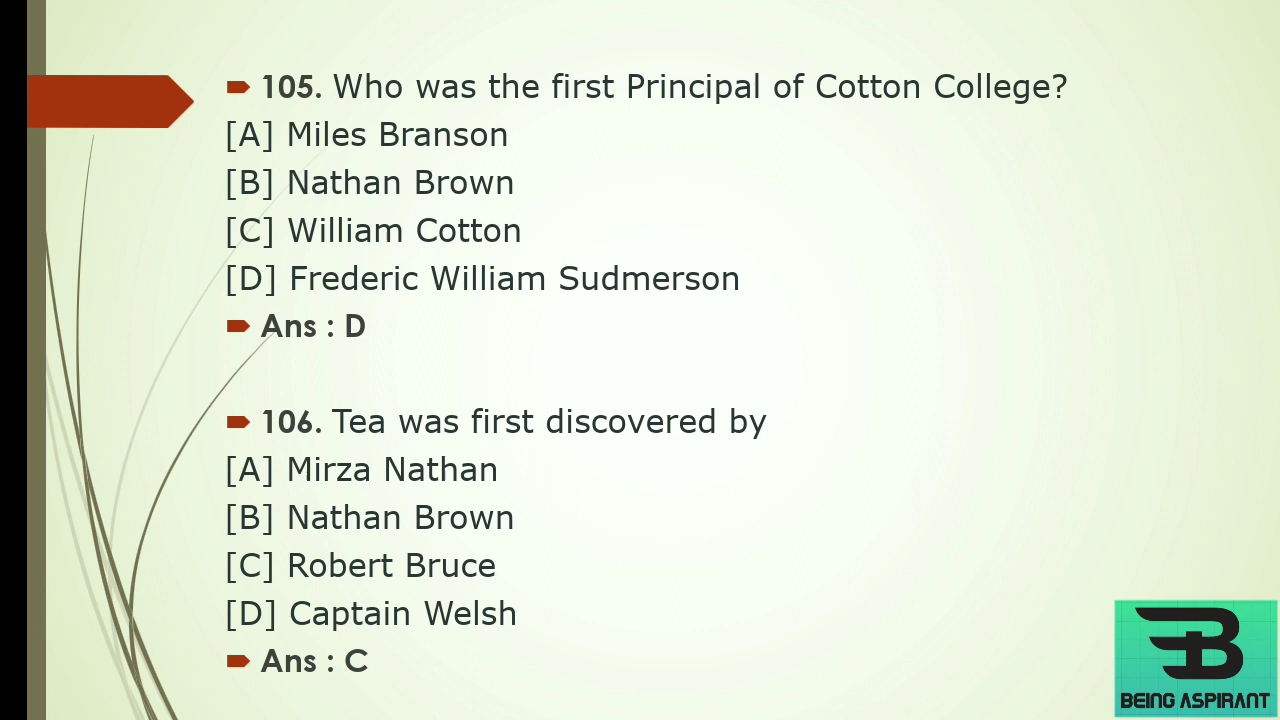 105. Who was the first Principal of Cotton College?
[A] Miles Branson
[B] Nathan Brown
[C] William Cotton
[D] Frederic William Sudmerson
Ans : D
106. Tea was first discovered by
[A] Mirza Nathan
[B] Nathan Brown
[C] Robert Bruce
[D] Captain Welsh
Ans : C
BEING ASPIRANT